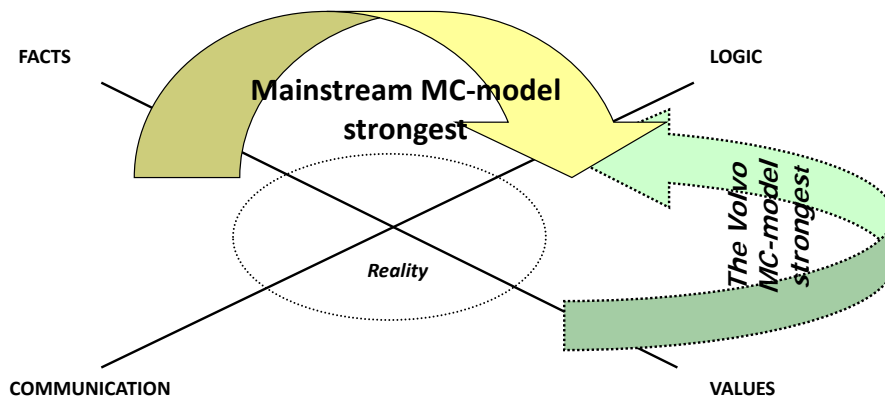 FACTS
LOGIC
Mainstream MC-model
strongest
The Volvo
MC-model
strongest
Reality
COMMUNICATION
VALUES